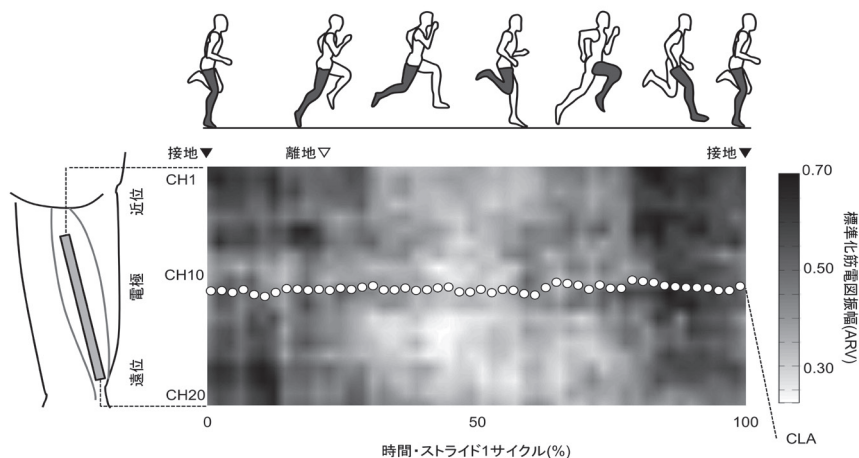 接地▼
離地▽
接地▼
近位
電極
遠位
CH1
CH10
CH20
0.70
0.50
0.30
標準化筋電図振幅(ARV)
0
50
100
CLA
時間・ストライド1サイクル(%)